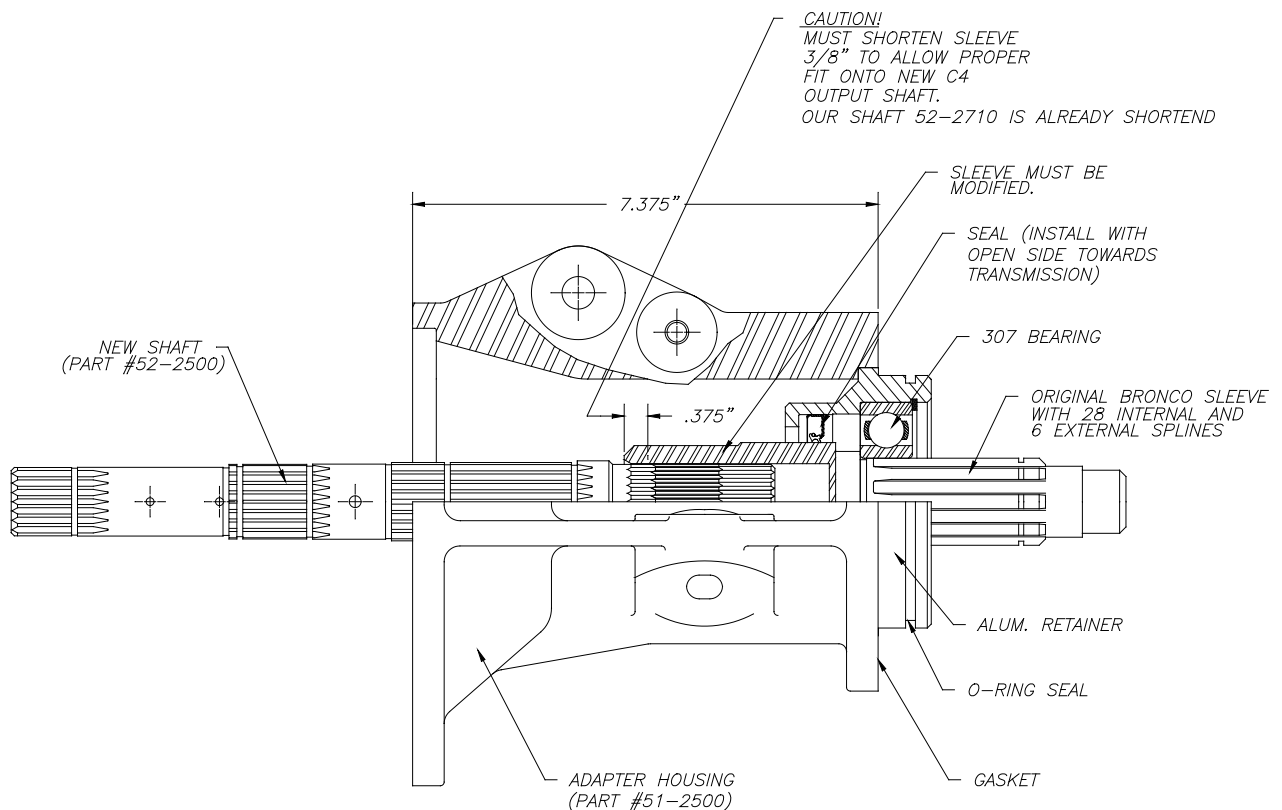 CAUTION!
MUST SHORTEN SLEEVE
3/8" TO ALLOW PROPER
FIT ONTO NEW C4
OUTPUT SHAFT.
OUR SHAFT 52-2710 IS ALREADY SHORTEND
SLEEVE MUST BE
MODIFIED.
7.375"
SEAL (INSTALL WITH
OPEN SIDE TOWARDS
TRANSMISSION)
307 BEARING
NEW SHAFT
(PART #52-2500)
ORIGINAL BRONCO SLEEVE
WITH 28 INTERNAL AND
6 EXTERNAL SPLINES
.375"
ALUM. RETAINER
O-RING SEAL
ADAPTER HOUSING
(PART #51-2500)
GASKET